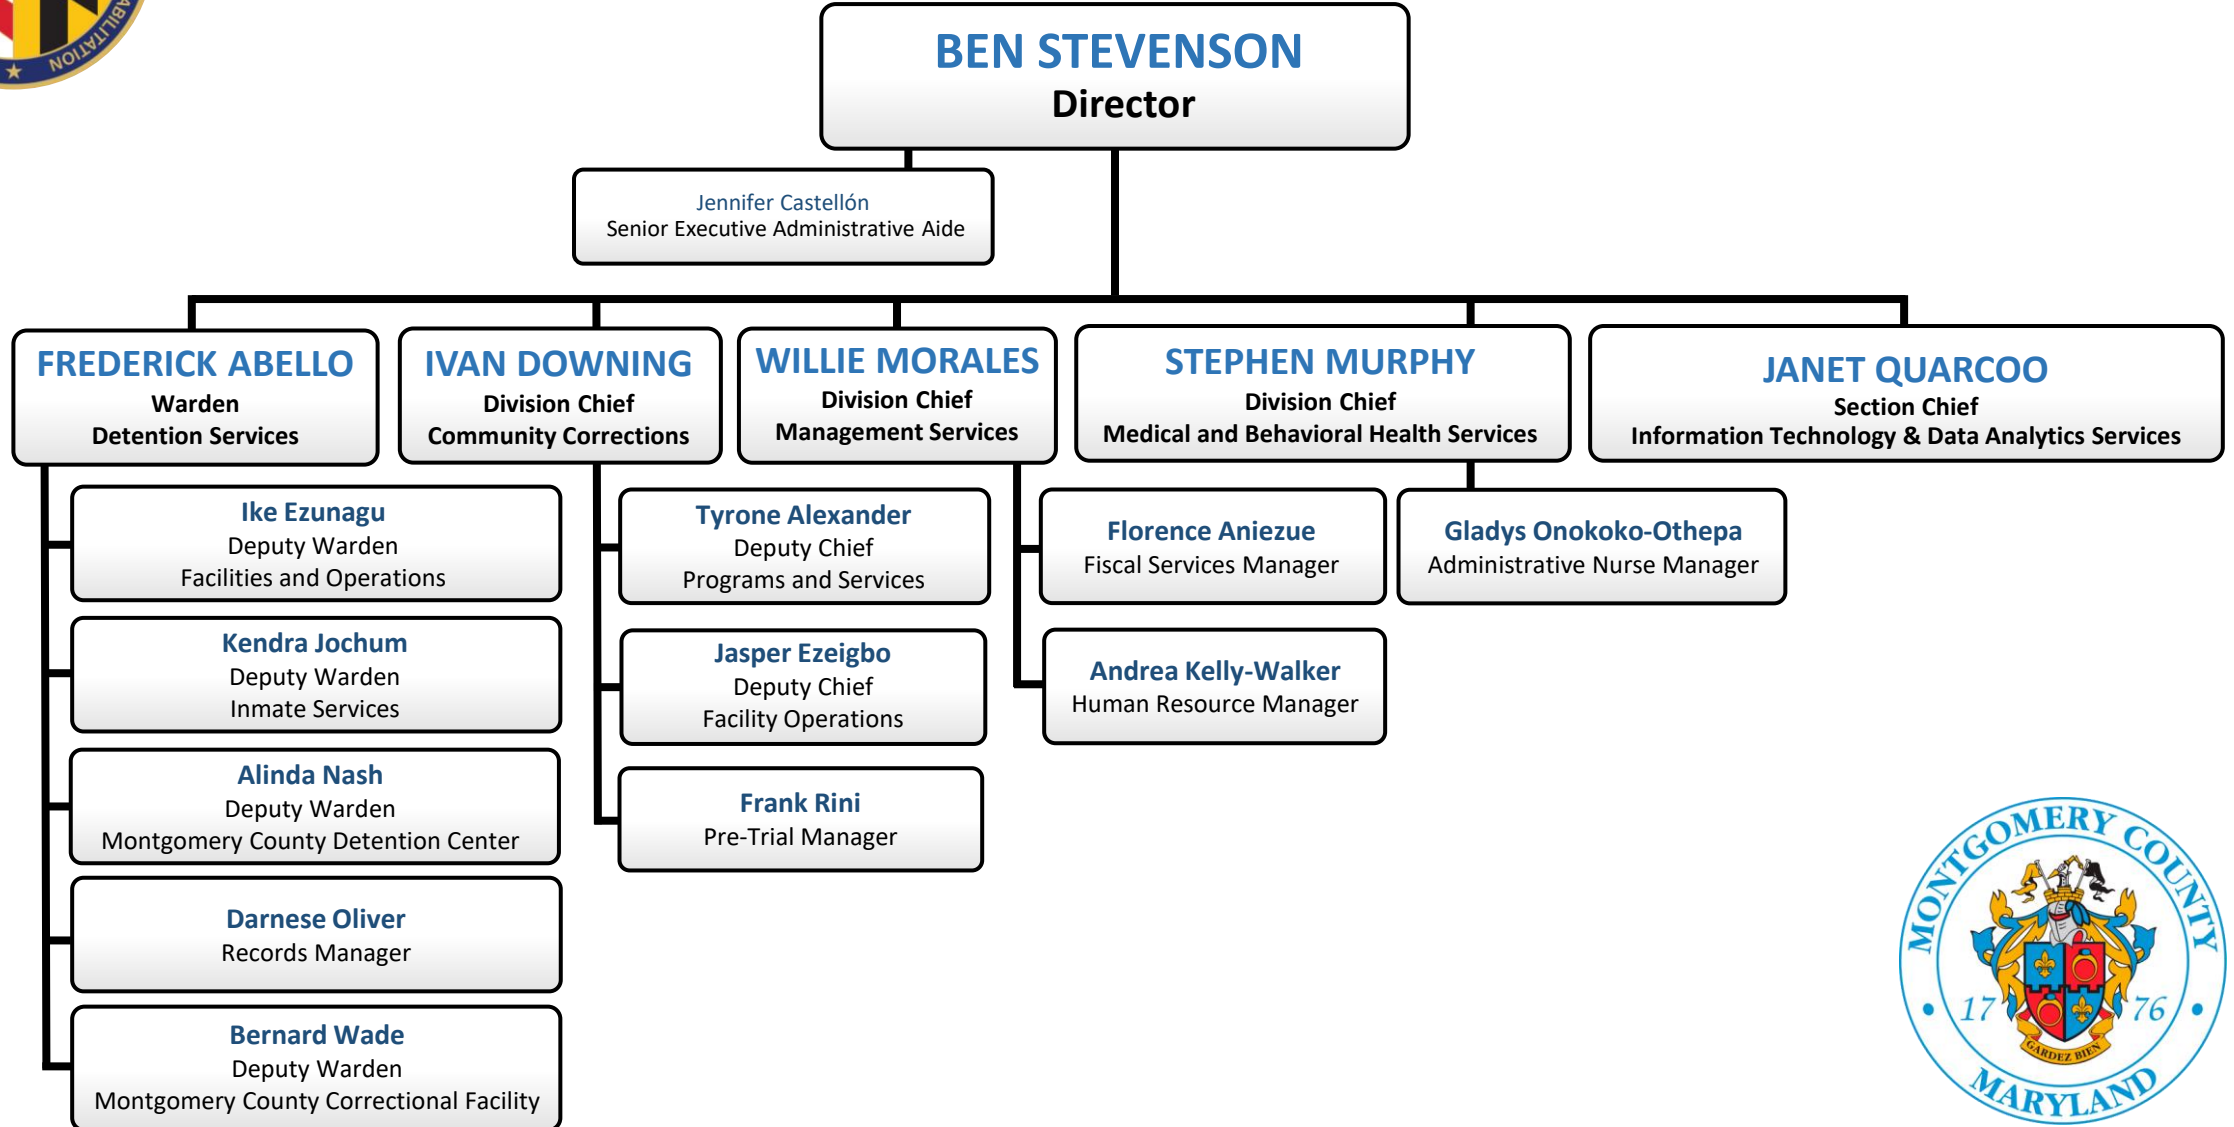 ABILITATION
BEN STEVENSON
Director
Jennifer Castellón
Senior Executive Administrative Aide
FREDERICK ABELLO
Warden
Detention Services
IVAN DOWNING
Division Chief
Community Corrections
WILLIE MORALES
Division Chief
Management Services
STEPHEN MURPHY
Division Chief
Medical and Behavioral Health Services
JANET QUARCOO
Section Chief
Information Technology & Data Analytics Services
Ike Ezunagu
Deputy Warden
Facilities and Operations
Kendra Jochum
Deputy Warden
Inmate Services
Alinda Nash
Deputy Warden
Montgomery County Detention Center
Darnese Oliver
Records Manager
Bernard Wade
Deputy Warden
Montgomery County Correctional Facility
Tyrone Alexander
Deputy Chief
Programs and Services
Jasper Ezeigbo
Deputy Chief
Facility Operations
Frank Rini
Pre-Trial Manager
Florence Aniezue
Fiscal Services Manager
Andrea Kelly-Walker
Human Resource Manager
Gladys Onokoko-Othepa
Administrative Nurse Manager
MONTGOMERY COUNTY
17 76
GARDEZ BIEN
MARYLAND